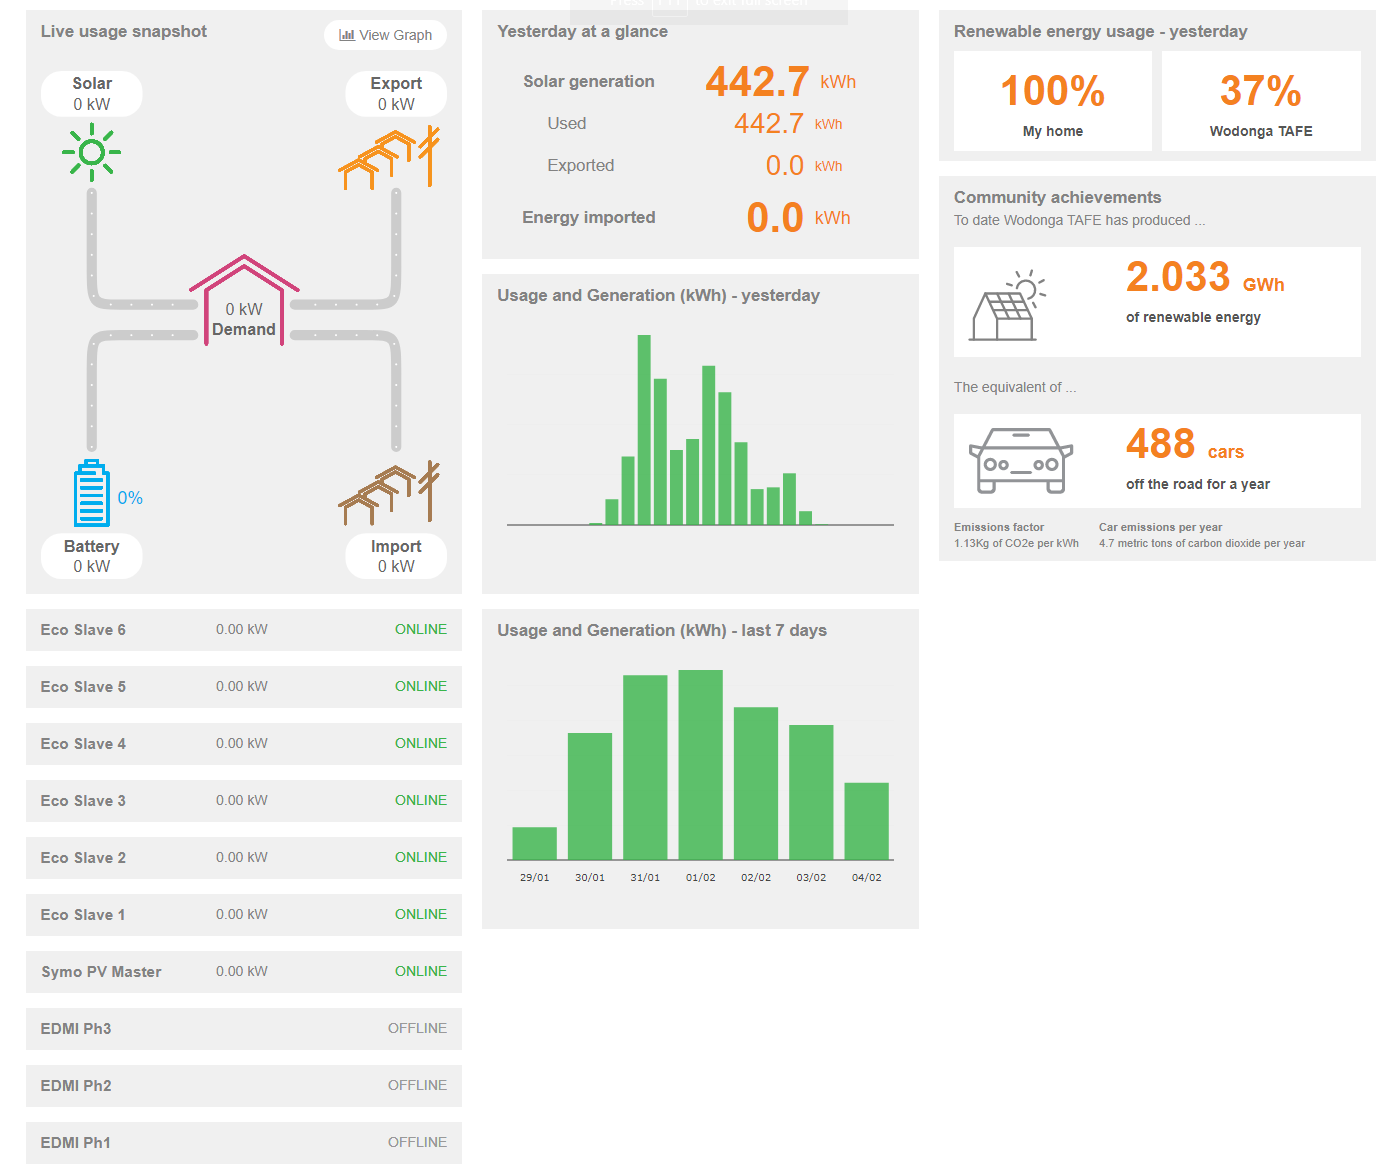 Live usage snapshot
View Graph
Solar
0 kW
Export
0 kW
0 kW
Demand
0%
Battery
0 kW
Import
0 kW
Eco Slave 6 0.00 kW ONLINE
Eco Slave 5 0.00 kW ONLINE
Eco Slave 4 0.00 kW ONLINE
Eco Slave 3 0.00 kW ONLINE
Eco Slave 2 0.00 kW ONLINE
Eco Slave 1 0.00 kW ONLINE
Symo PV Master 0.00 kW ONLINE
EDMI Ph3 OFFLINE
EDMI Ph2 OFFLINE
EDMI Ph1 OFFLINE
to exit full screen
Yesterday at a glance
Solar generation 442.7 kWh
Used 442.7 kWh
Exported 0.0 kWh
Energy imported 0.0 kWh
Usage and Generation (kWh) - yesterday
Usage and Generation (kWh) - last 7 days
29/01 30/01 31/01 01/02 02/02 03/02 04/02
Renewable energy usage - yesterday
100%
My home
37%
Wodonga TAFE
Community achievements
To date Wodonga TAFE has produced ...
2.033 GWh
of renewable energy
The equivalent of ...
488 cars
off the road for a year
Emissions factor
1.13Kg of CO2e per kWh
Car emissions per year
4.7 metric tons of carbon dioxide per year